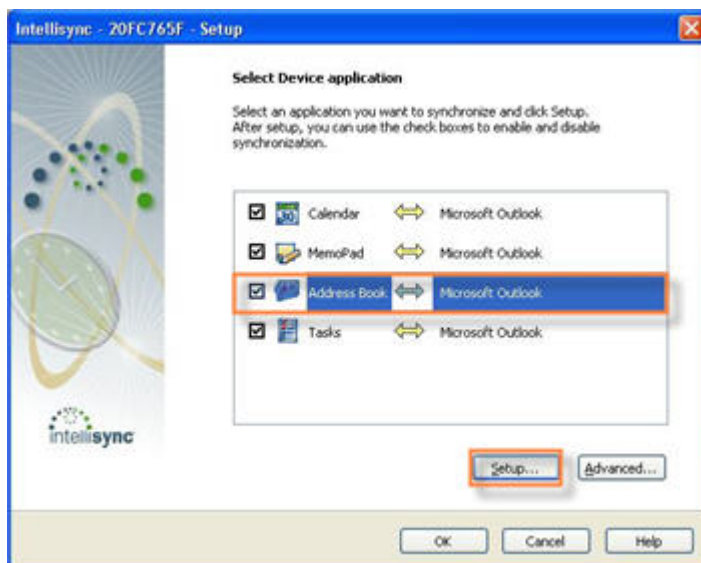 Intellisync - 20FC765F - Setup
Select Device application
Select an application you want to synchronize and click Setup.
After setup, you can use the check boxes to enable and disable
synchronization.
Calendar Microsoft Outlook
MemoPad Microsoft Outlook
Address Book Microsoft Outlook
Tasks Microsoft Outlook
intellisync
Setup... Advanced...
OK Cancel Help